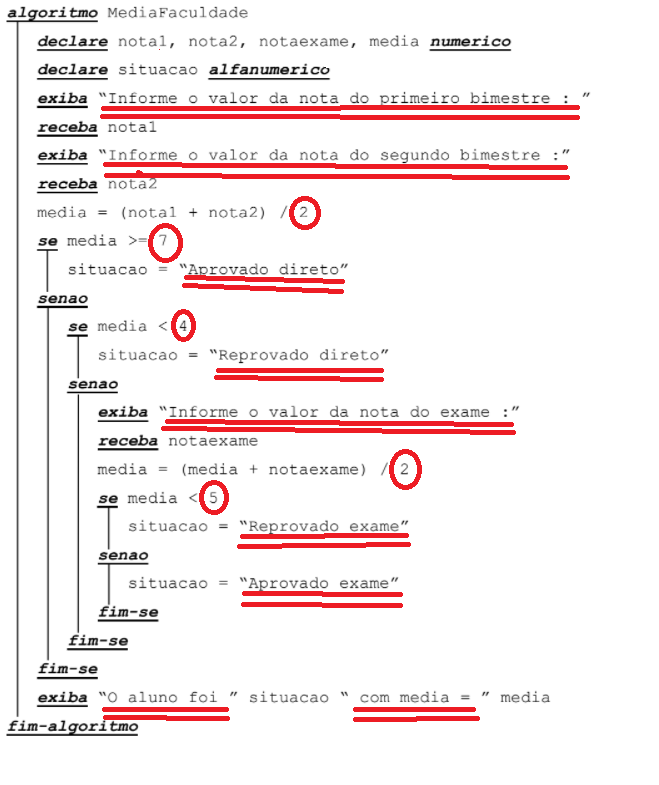 algoritmo MediaFaculdade
declare nota1, nota2, notaexame, media numerico
declare situacao alfanumerico
exiba “Informe o valor da nota do primeiro bimestre : ”
receba nota1
exiba “Informe o valor da nota do segundo bimestre :”
receba nota2
media = (nota1 + nota2) / 2
se media >= 7
situacao = “Aprovado direto”
senao
se media < 4
situacao = “Reprovado direto”
senao
exiba “Informe o valor da nota do exame :”
receba notaexame
media = (media + notaexame) / 2
se media < 5
situacao = “Reprovado exame”
senao
situacao = “Aprovado exame”
fim-se
fim-se
fim-se
exiba “O aluno foi ” situacao “ com media = ” media
fim-algoritmo